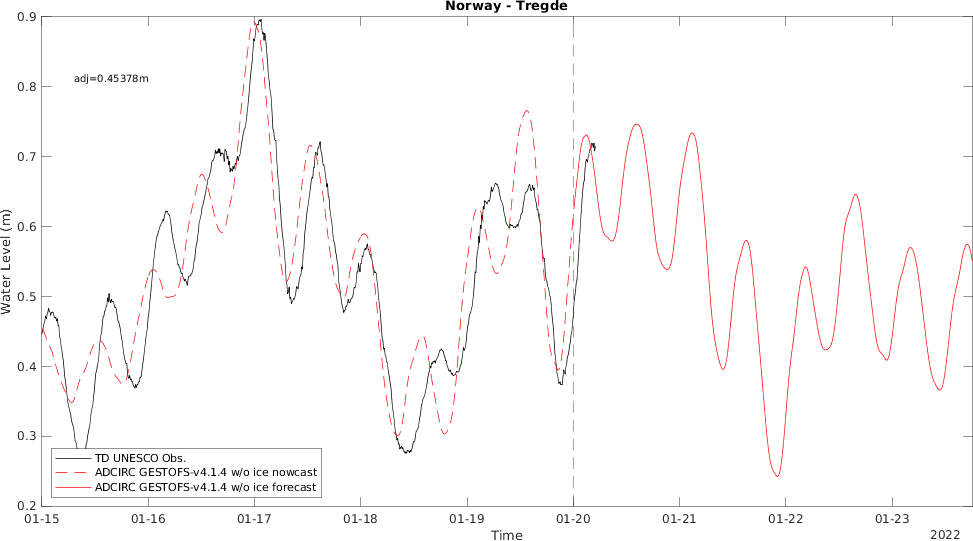 Norway - Tregde
adj=0.45378m
Water Level (m)
0.9
0.8
0.7
0.6
0.5
0.4
0.3
0.2
TD UNESCO Obs.
ADCIRC GESTOFS-v4.1.4 w/o ice nowcast
ADCIRC GESTOFS-v4.1.4 w/o ice forecast
01-15 01-16 01-17 01-18 01-19 01-20 01-21 01-22 01-23
Time
2022